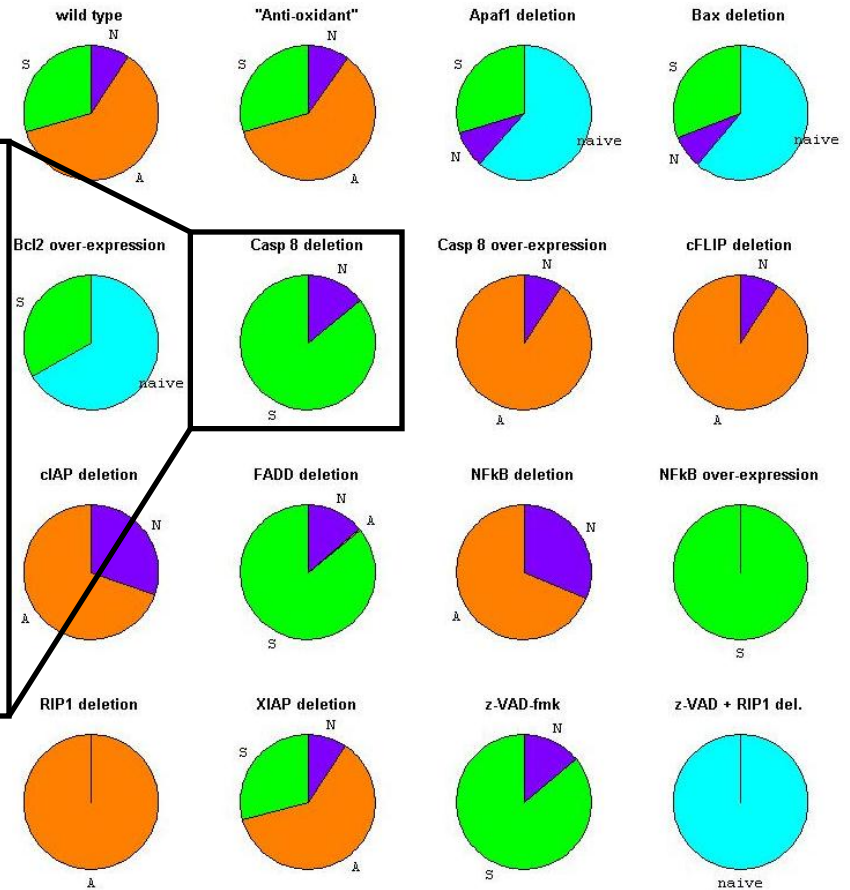 wild type
N
S
A
"Anti-oxidant"
N
S
A
Apaf1 deletion
S
N
naive
Bax deletion
S
N
naive
Bcl2 over-expression
S
naive
Casp 8 deletion
N
S
Casp 8 over-expression
N
A
cFLIP deletion
N
A
cIAP deletion
N
A
FADD deletion
N
A
S
NFkB deletion
N
A
NFkB over-expression
S
RIP1 deletion
A
XIAP deletion
N
S
A
z-VAD-fmk
N
S
z-VAD + RIP1 del.
naive